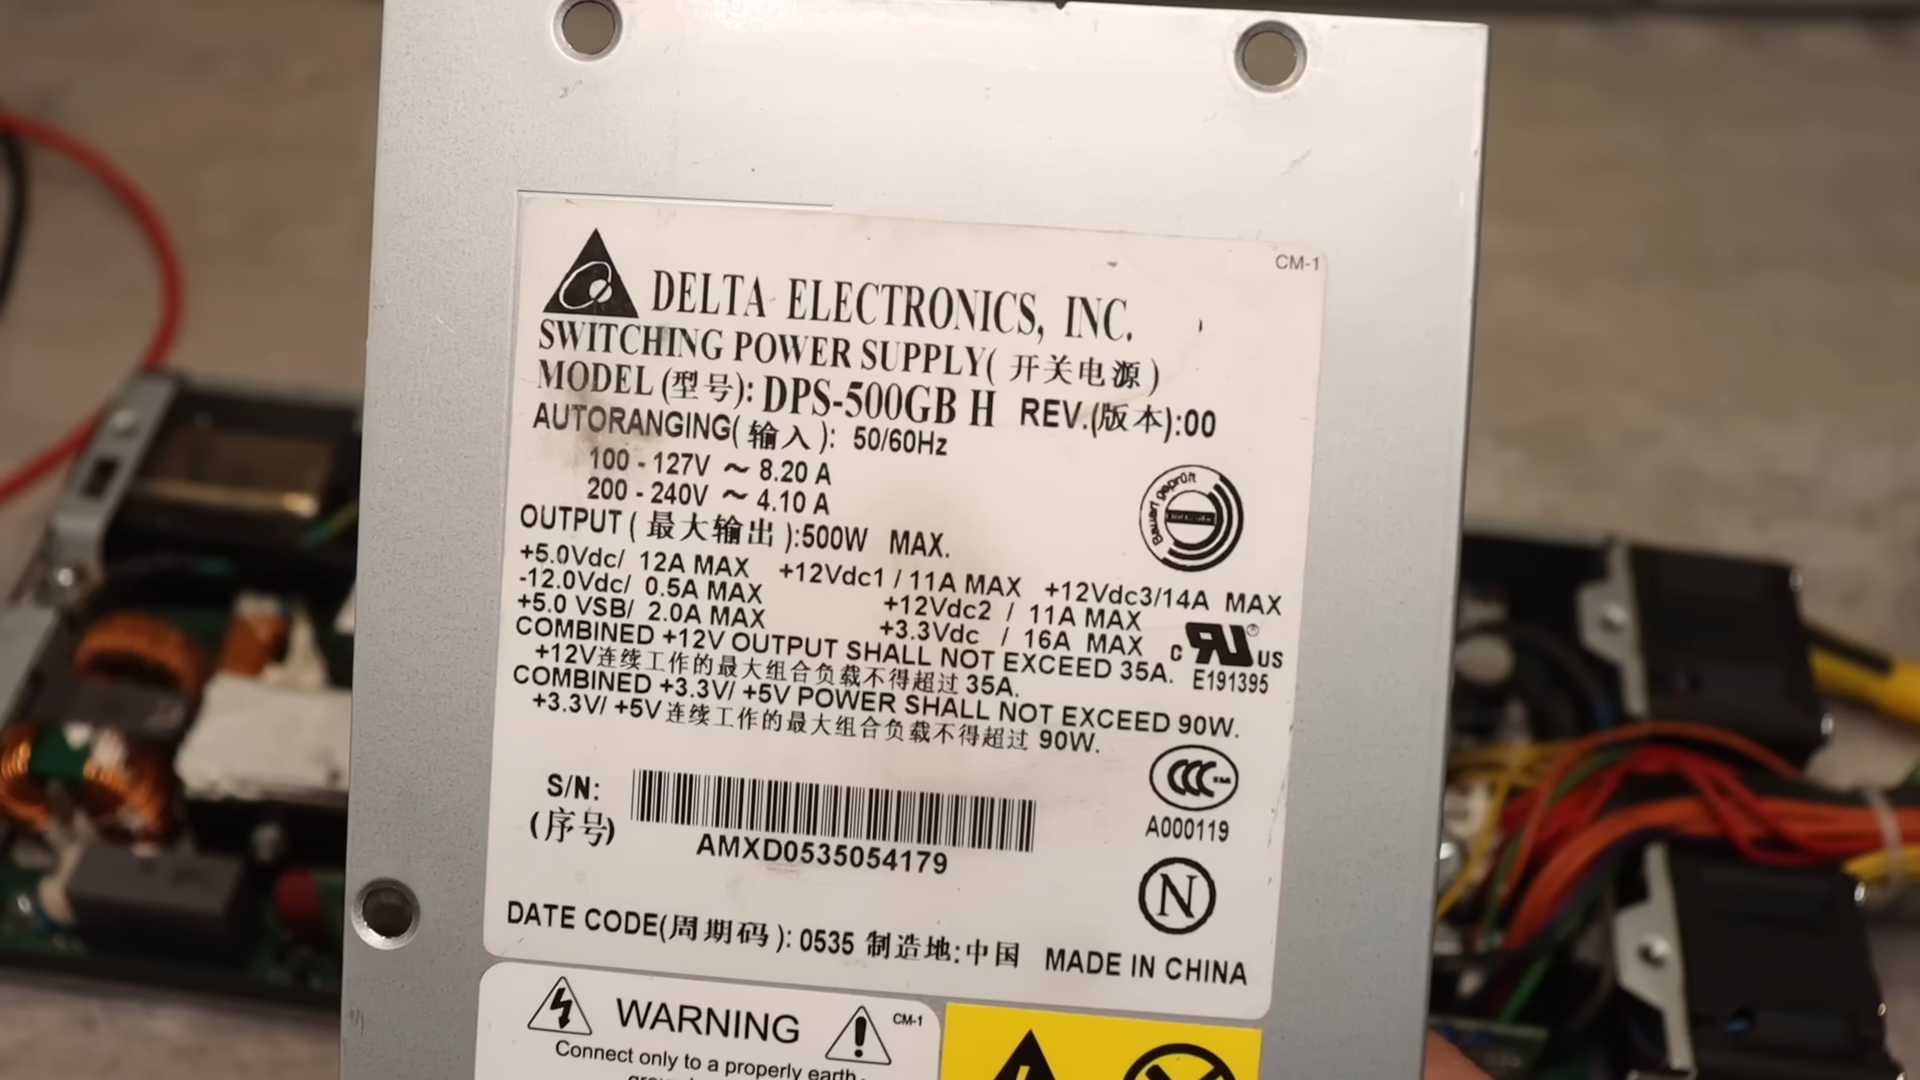 CM-1
DELTA ELECTRONICS, INC.
SWITCHING POWER SUPPLY(开关电源)
MODEL(型号): DPS-500GB H REV.(版本):00
AUTORANGING(输入): 50/60Hz
100 - 127V ~ 8.20 A
200 - 240V ~ 4.10 A
Bauart geprüft
OUTPUT(最大输出):500W MAX.
+5.0Vdc/ 12A MAX +12Vdc1 / 11A MAX +12Vdc3/14A MAX
-12.0Vdc/ 0.5A MAX +12Vdc2 / 11A MAX
+5.0 VSB/ 2.0A MAX +3.3Vdc / 16A MAX
COMBINED +12V OUTPUT SHALL NOT EXCEED 35A.
+12V连续工作的最大组合负载不得超过 35A.
COMBINED +3.3V/ +5V POWER SHALL NOT EXCEED 90W.
+3.3V/ +5V连续工作的最大组合负载不得超过 90W.
c RU® US
E191395
S/N:
(序号)
AMXD0535054179
CCC
A000119
N
DATE CODE(周期码): 0535 制造地:中国 MADE IN CHINA
WARNING
CM-1
Connect only to a properly earth